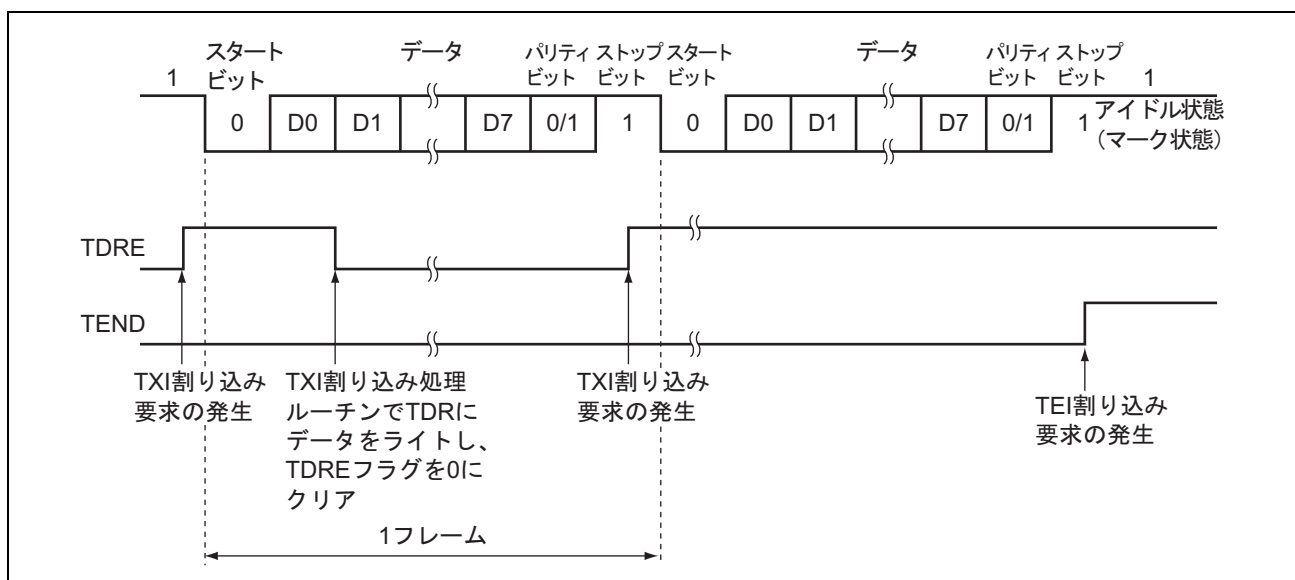 スタート データ パリティ ストップ スタート データ パリティ ストップ
1 ビット ビット ビット ビット ビット ビット 1
0 D0 D1 D7 0/1 1 0 D0 D1 D7 0/1 1 アイドル状態
(マーク状態)
TDRE
TEND
TXI割り込み
要求の発生
TXI割り込み処理
ルーチンでTDRに
データをライトし、
TDREフラグを0に
クリア
TXI割り込み
要求の発生
TEI割り込み
要求の発生
1フレーム